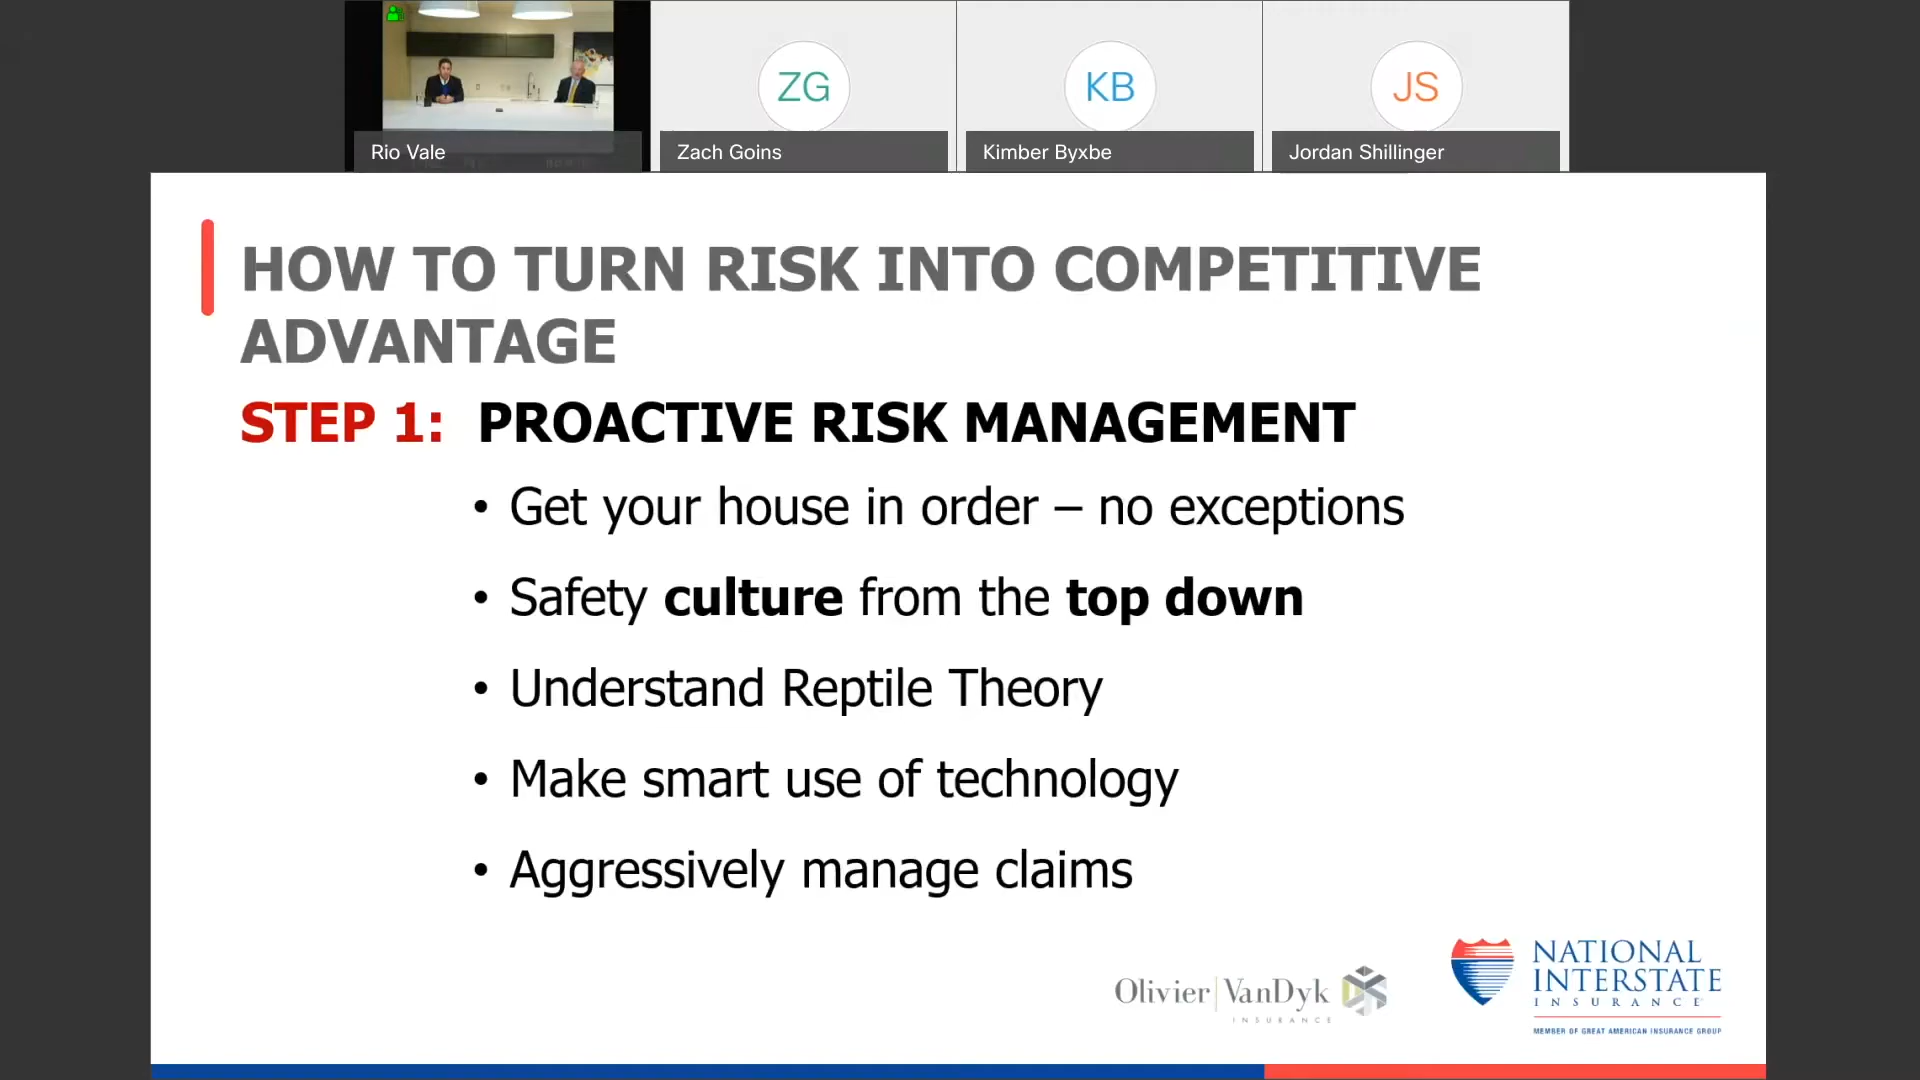 ZG
KB
JS
Rio Vale
Zach Goins
Kimber Byxbe
Jordan Shillinger
HOW TO TURN RISK INTO COMPETITIVE
ADVANTAGE
STEP 1: PROACTIVE RISK MANAGEMENT
• Get your house in order – no exceptions
• Safety culture from the top down
• Understand Reptile Theory
• Make smart use of technology
• Aggressively manage claims
Olivier|VanDyk
INSURANCE
NATIONAL
INTERSTATE
INSURANCE
MEMBER OF GREAT AMERICAN INSURANCE GROUP